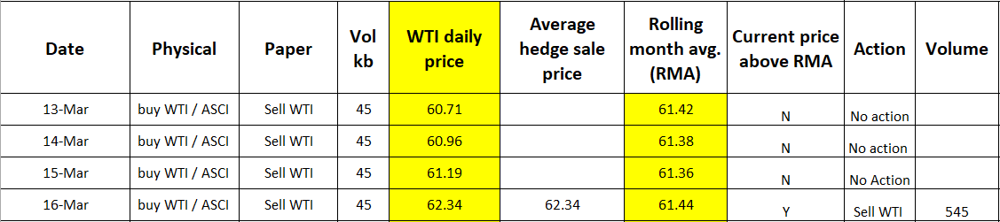 Date Physical Paper Vol kb WTI daily price Average hedge sale price Rolling month avg. (RMA) Current price above RMA Action Volume
13-Mar buy WTI / ASCI Sell WTI 45 60.71 61.42 N No action
14-Mar buy WTI / ASCI Sell WTI 45 60.96 61.38 N No action
15-Mar buy WTI / ASCI Sell WTI 45 61.19 61.36 N No Action
16-Mar buy WTI / ASCI Sell WTI 45 62.34 62.34 61.44 Y Sell WTI 545